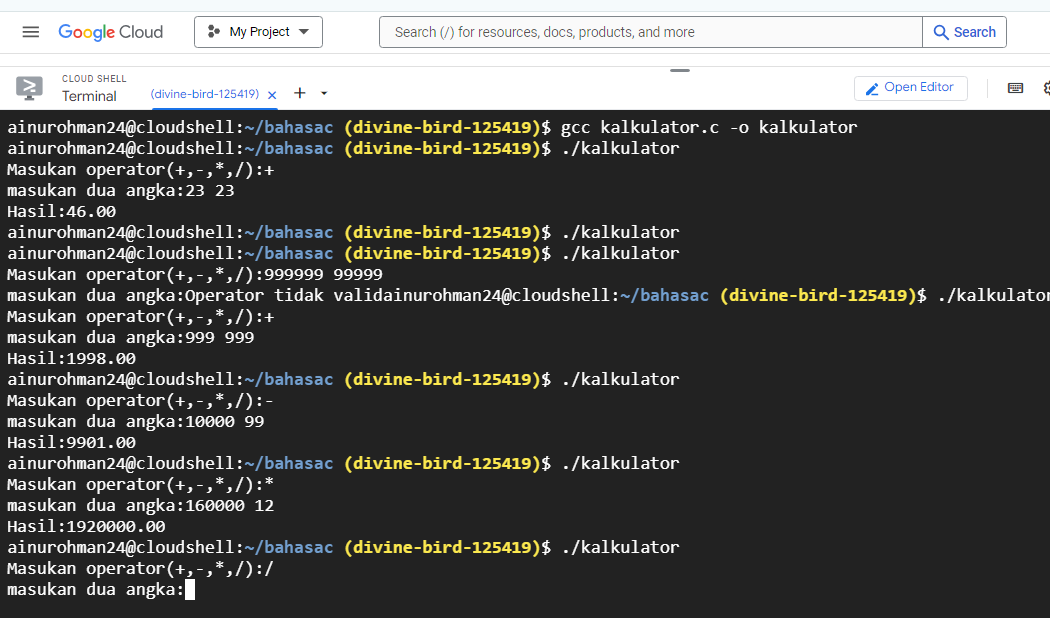 Google Cloud
My Project
Search (/) for resources, docs, products, and more
Search
CLOUD SHELL
Terminal
(divine-bird-125419) ×
+
Open Editor
ainurohman24@cloudshell:~/bahasac (divine-bird-125419)$ gcc kalkulator.c -o kalkulator
ainurohman24@cloudshell:~/bahasac (divine-bird-125419)$ ./kalkulator
Masukan operator(+,-,*,/):+
masukan dua angka:23 23
Hasil:46.00
ainurohman24@cloudshell:~/bahasac (divine-bird-125419)$ ./kalkulator
ainurohman24@cloudshell:~/bahasac (divine-bird-125419)$ ./kalkulator
Masukan operator(+,-,*,/):999999 99999
masukan dua angka:Operator tidak validainurohman24@cloudshell:~/bahasac (divine-bird-125419)$ ./kalkulator
Masukan operator(+,-,*,/):+
masukan dua angka:999 999
Hasil:1998.00
ainurohman24@cloudshell:~/bahasac (divine-bird-125419)$ ./kalkulator
Masukan operator(+,-,*,/):-
masukan dua angka:10000 99
Hasil:9901.00
ainurohman24@cloudshell:~/bahasac (divine-bird-125419)$ ./kalkulator
Masukan operator(+,-,*,/):*
masukan dua angka:160000 12
Hasil:1920000.00
ainurohman24@cloudshell:~/bahasac (divine-bird-125419)$ ./kalkulator
Masukan operator(+,-,*,/):/
masukan dua angka: